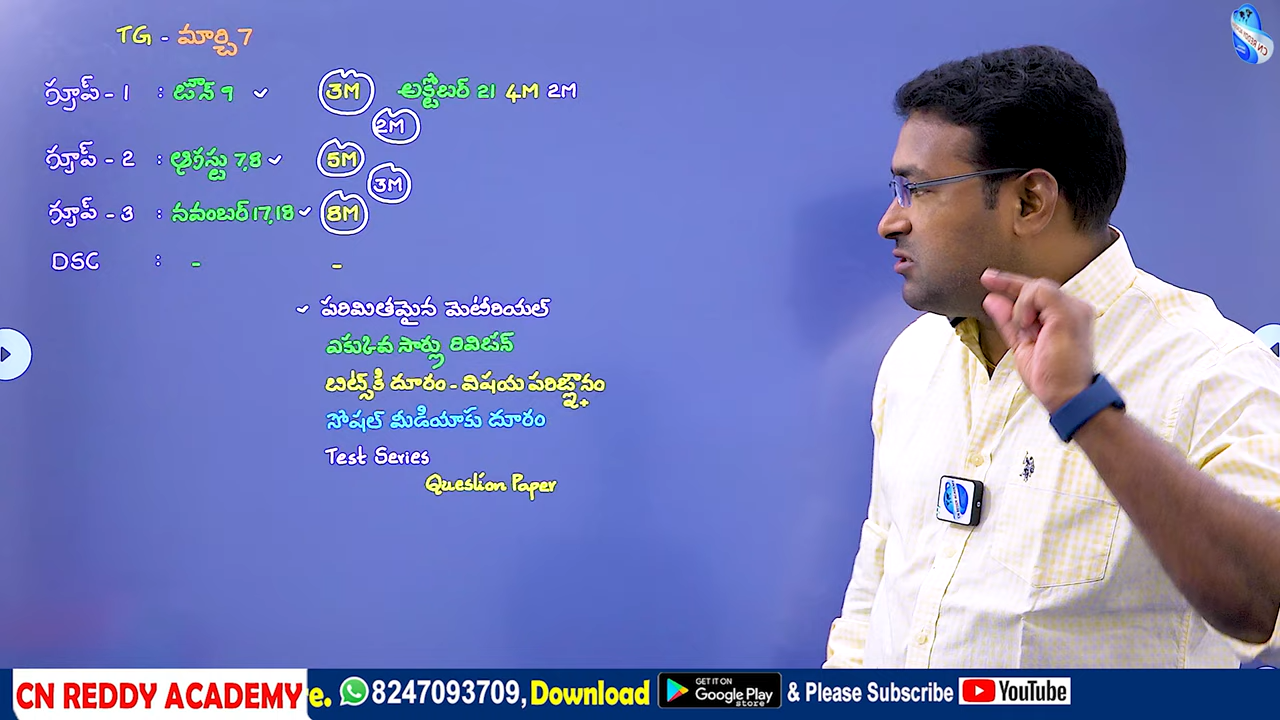 TG - మార్చి 7
గ్రూప్ - 1 : జూన్ 9 ✓ 3M - అక్టోబర్ 21 4M 2M
2M
గ్రూప్ - 2 : ఆగస్టు 7,8 ✓ 5M
3M
గ్రూప్ - 3 : నవంబర్ 17,18 ✓ 8M
DSC : - -
✓ పరిమితమైన మెటీరియల్
ఎక్కువ సార్లు రివిజన్
బిట్స్‌కి దూరం - విషయ పరిజ్ఞానం
సోషల్ మీడియాకు దూరం
Test Series
Question Paper
CN REDDY ACADEMY re. 8247093709, Download GET IT ON Google Play store & Please Subscribe YouTube